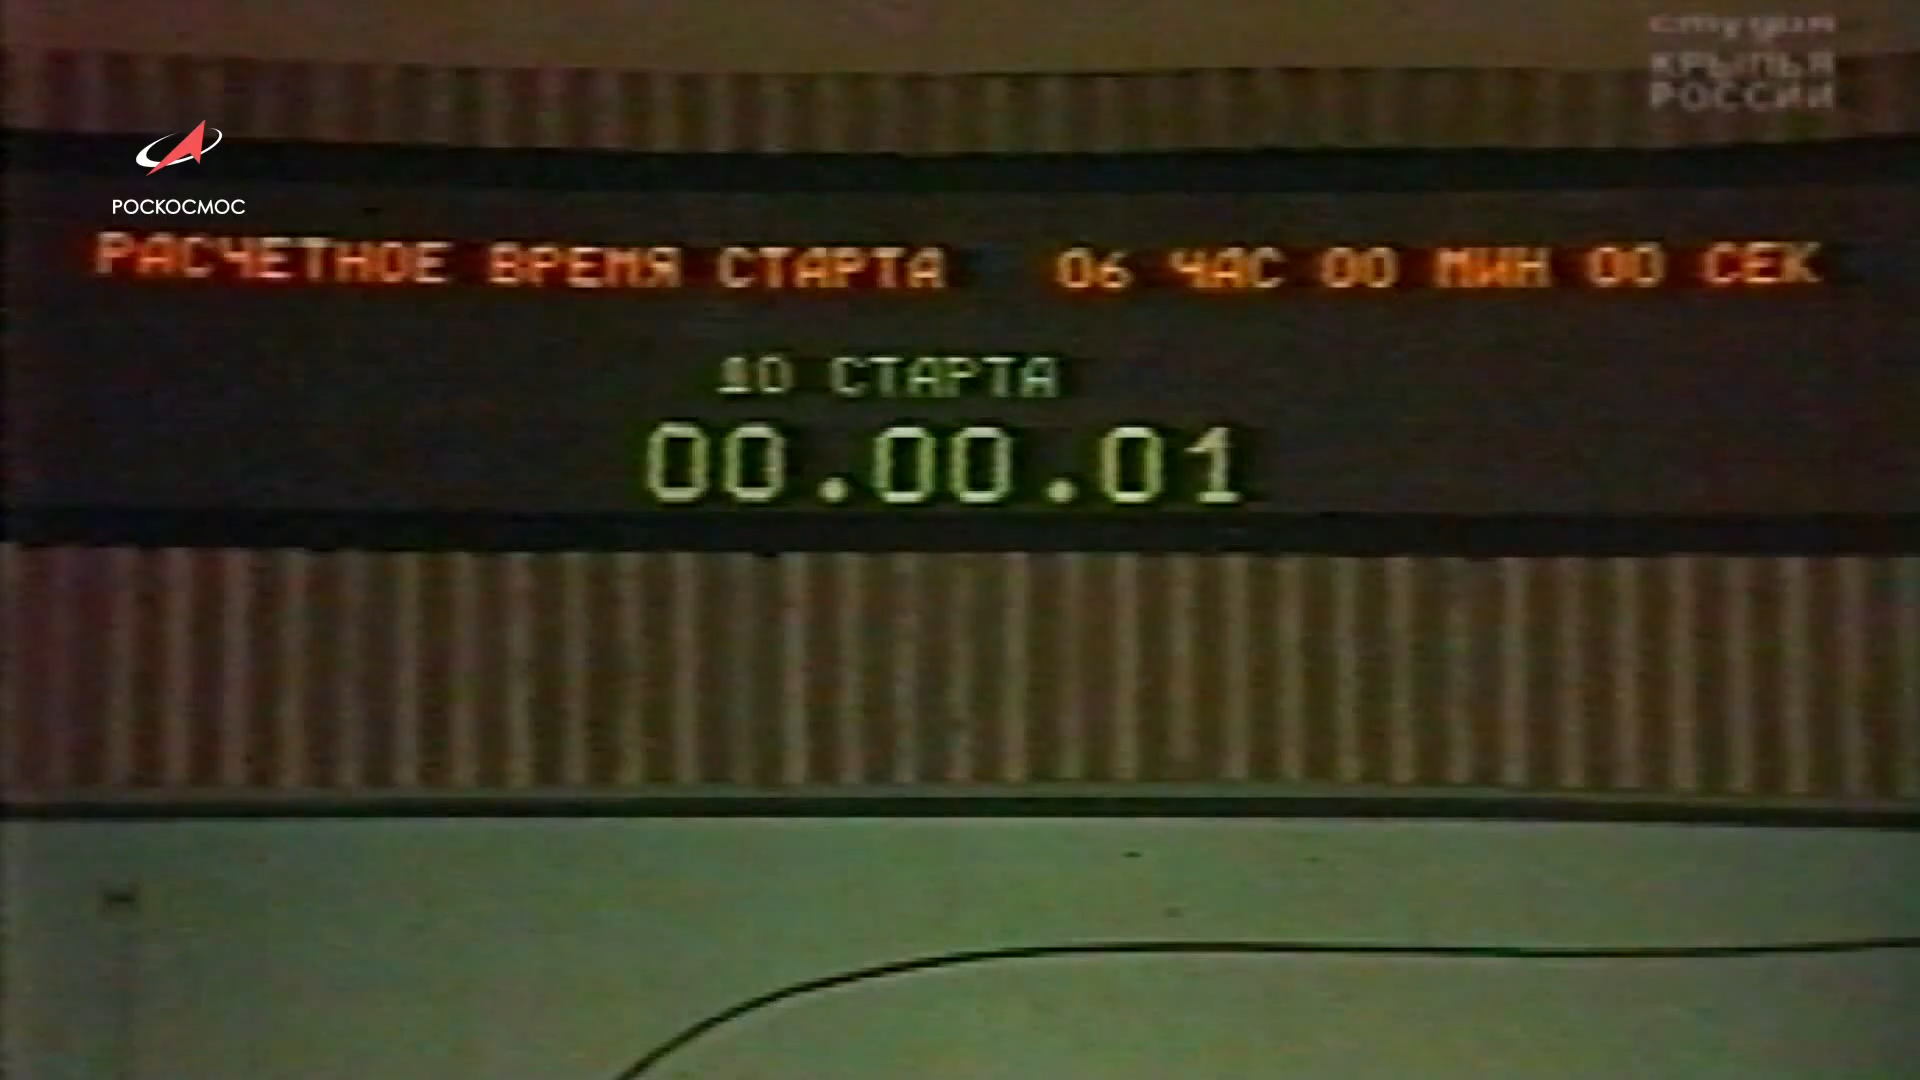 студия
КРЫЛЬЯ
РОССИИ
РОСКОСМОС
РАСЧЕТНОЕ ВРЕМЯ СТАРТА 06 ЧАС 00 МИН 00 СЕК
ДО СТАРТА
00.00.01